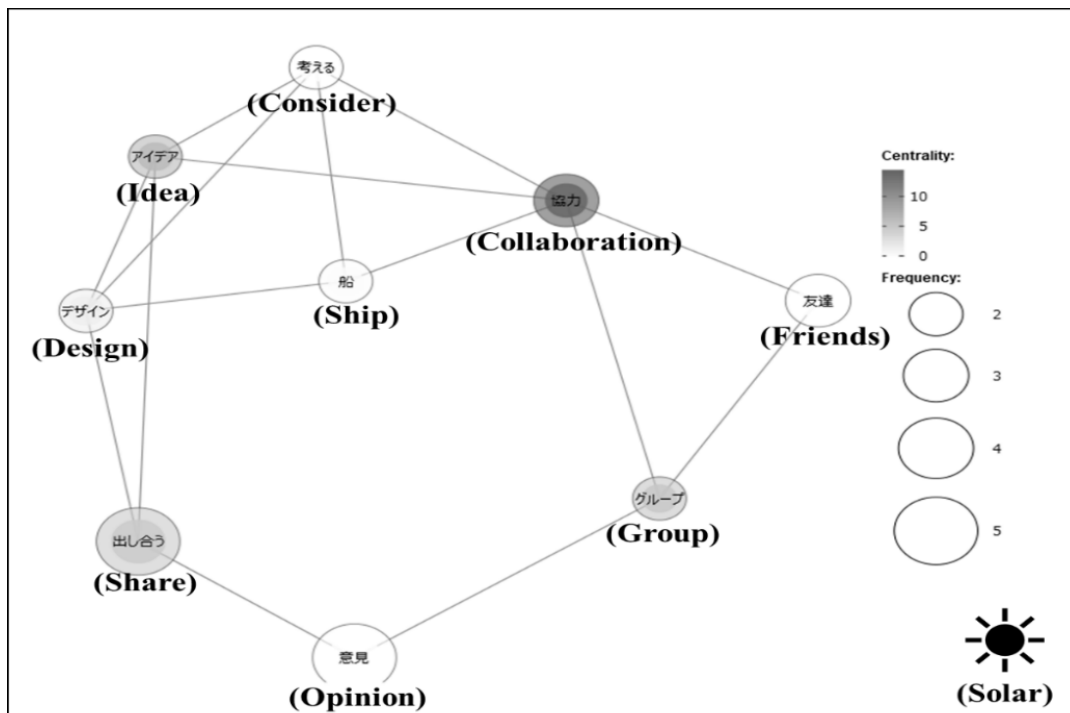 考える
(Consider)
アイデア
(Idea)
協力
(Collaboration)
船
(Ship)
デザイン
(Design)
友達
(Friends)
グループ
(Group)
出し合う
(Share)
意見
(Opinion)
Centrality:
10
5
0
Frequency:
2
3
4
5
(Solar)